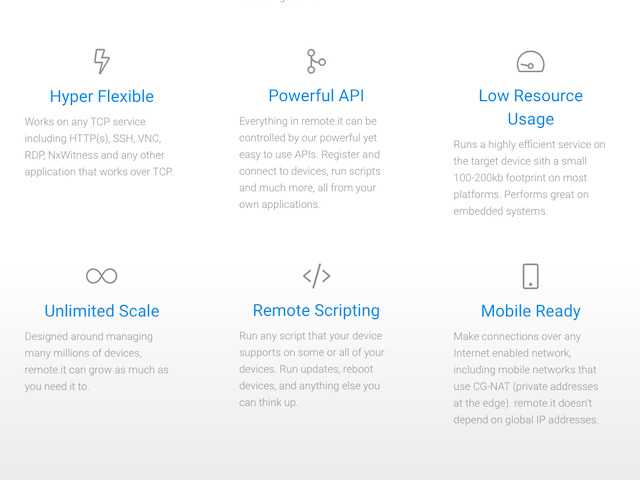 Hyper Flexible
Works on any TCP service
including HTTP(s), SSH, VNC,
RDP, NxWitness and any other
application that works over TCP.
Powerful API
Everything in remote.it can be
controlled by our powerful yet
easy to use APIs. Register and
connect to devices, run scripts
and much more, all from your
own applications.
Low Resource
Usage
Runs a highly efficient service on
the target device sith a small
100-200kb footprint on most
platforms. Performs great on
embedded systems.
Unlimited Scale
Designed around managing
many millions of devices,
remote.it can grow as much as
you need it to.
Remote Scripting
Run any script that your device
supports on some or all of your
devices. Run updates, reboot
devices, and anything else you
can think up.
Mobile Ready
Make connections over any
Internet enabled network,
including mobile networks that
use CG-NAT (private addresses
at the edge). remote.it doesn't
depend on global IP addresses.